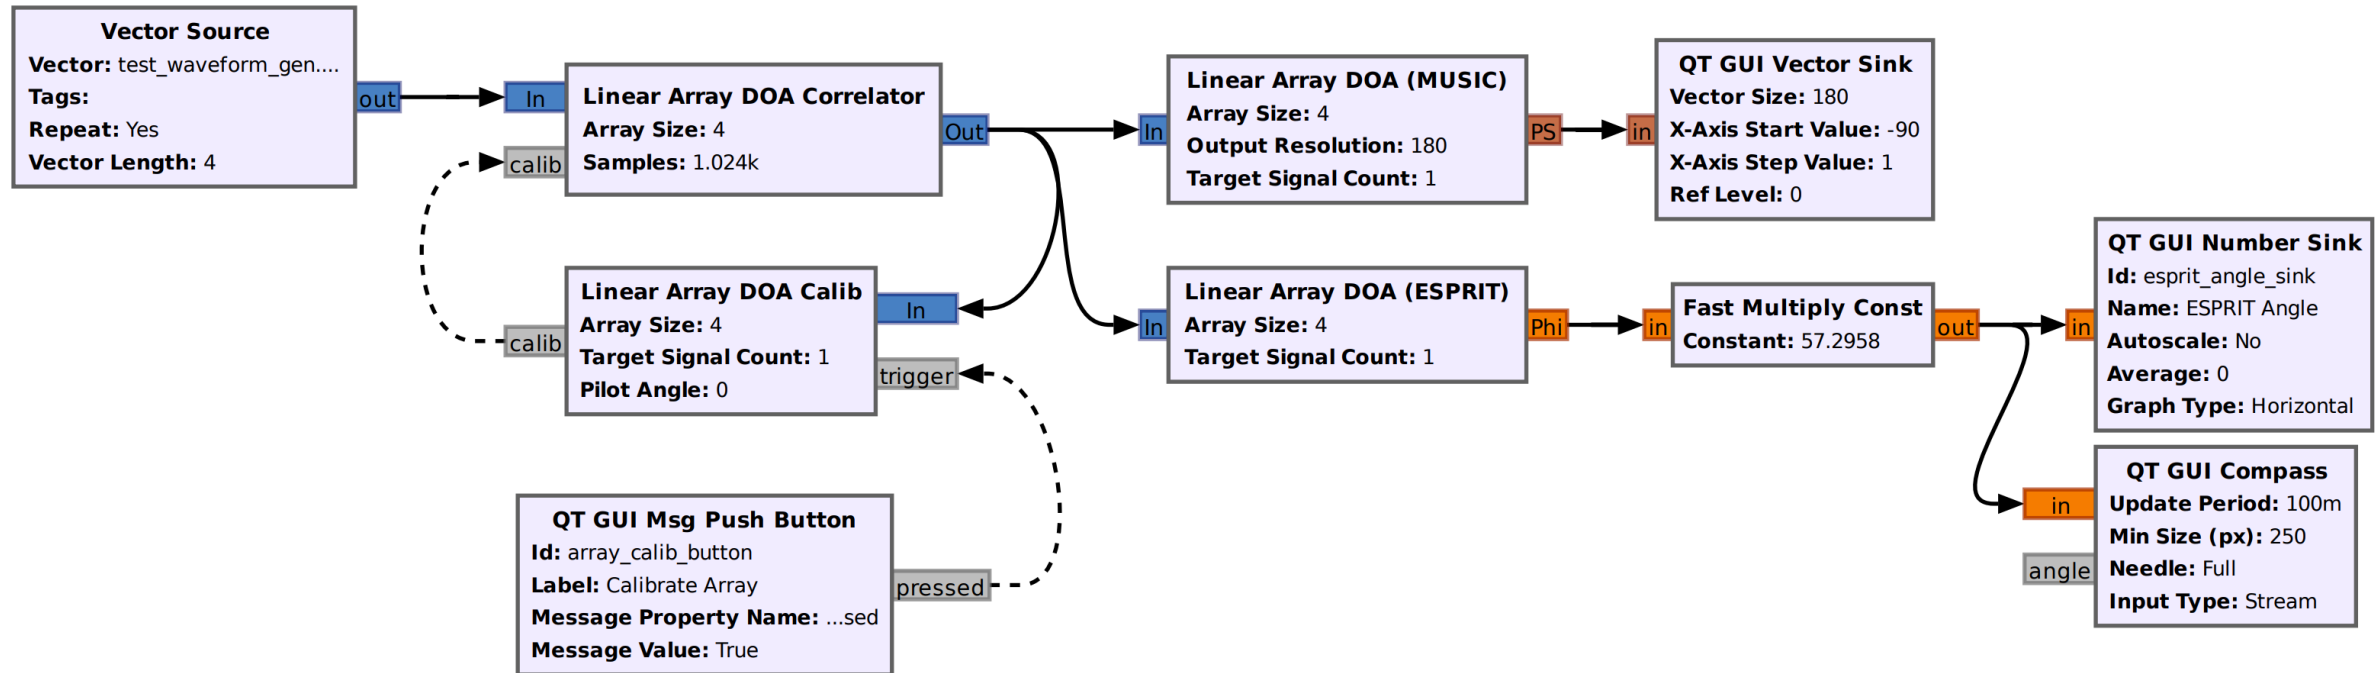 Vector Source
Vector: test_waveform_gen....
Tags:
Repeat: Yes
Vector Length: 4
out
In
calib
Linear Array DOA Correlator
Array Size: 4
Samples: 1.024k
Out
In
Linear Array DOA (MUSIC)
Array Size: 4
Output Resolution: 180
Target Signal Count: 1
PS
in
QT GUI Vector Sink
Vector Size: 180
X-Axis Start Value: -90
X-Axis Step Value: 1
Ref Level: 0
calib
Linear Array DOA Calib
Array Size: 4
Target Signal Count: 1
Pilot Angle: 0
In
trigger
In
Linear Array DOA (ESPRIT)
Array Size: 4
Target Signal Count: 1
Phi
in
Fast Multiply Const
Constant: 57.2958
out
in
QT GUI Number Sink
Id: esprit_angle_sink
Name: ESPRIT Angle
Autoscale: No
Average: 0
Graph Type: Horizontal
QT GUI Msg Push Button
Id: array_calib_button
Label: Calibrate Array
Message Property Name: ...sed
Message Value: True
pressed
in
angle
QT GUI Compass
Update Period: 100m
Min Size (px): 250
Needle: Full
Input Type: Stream